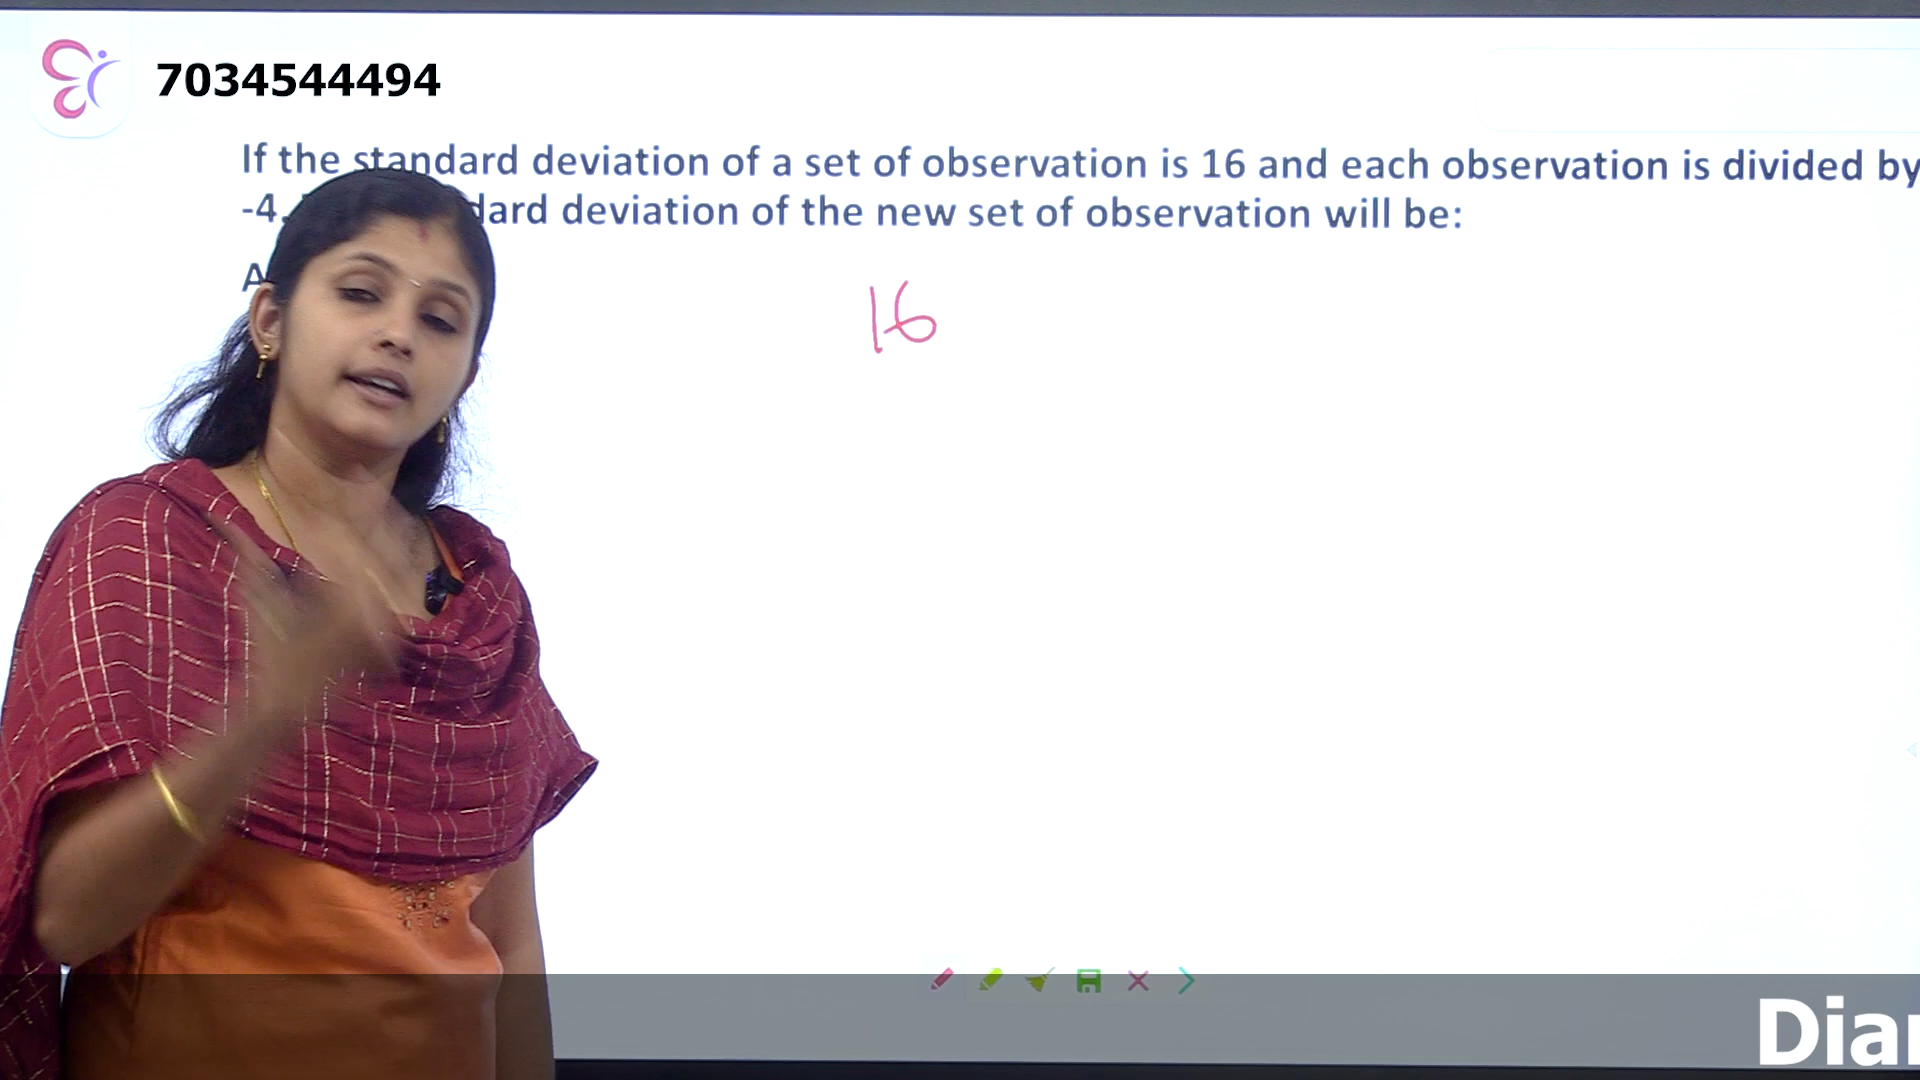 7034544494
If the standard deviation of a set of observation is 16 and each observation is divided by
-4, dard deviation of the new set of observation will be:
A
16
Dia